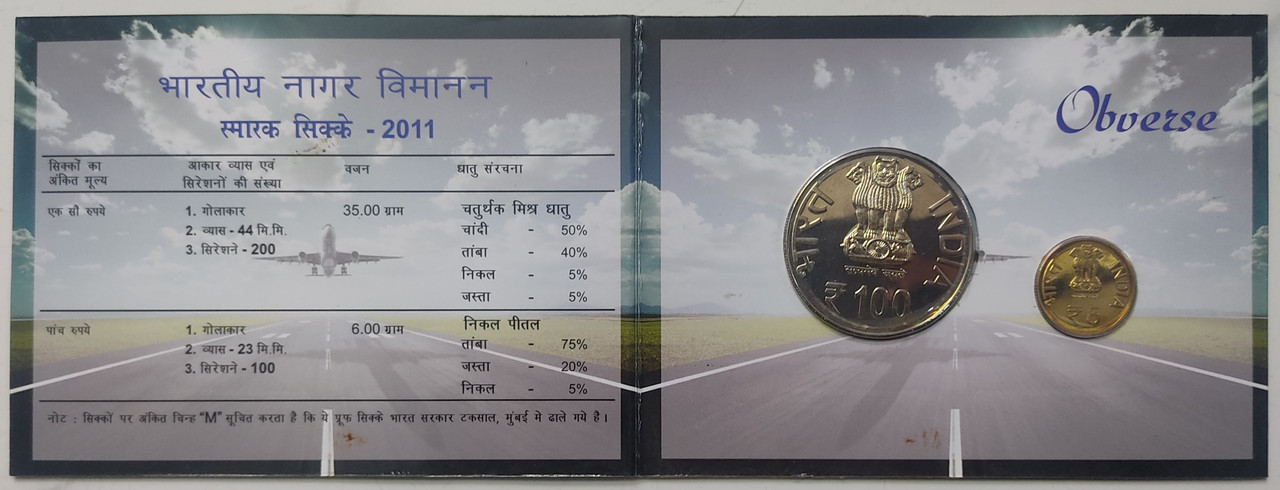 भारतीय नागर विमानन
स्मारक सिक्के - 2011
सिक्कों का अंकित मूल्य
आकार व्यास एवं सिरेशनों की संख्या
वजन
धातु संरचना
एक सौ रुपये
1. गोलाकार
2. व्यास - 44 मि.मि.
3. सिरेशने - 200
35.00 ग्राम
चतुर्थक मिश्र धातु
चांदी - 50%
तांबा - 40%
निकल - 5%
जस्ता - 5%
पांच रुपये
1. गोलाकार
2. व्यास - 23 मि.मि.
3. सिरेशने - 100
6.00 ग्राम
निकल पीतल
तांबा - 75%
जस्ता - 20%
निकल - 5%
नोट : सिक्कों पर अंकित चिन्ह "M" सूचित करता है कि ये प्रूफ सिक्के भारत सरकार टकसाल, मुंबई मे ढाले गये है।
Obverse
भारत
INDIA
सत्यमेव जयते
₹ 100
भारत
INDIA
₹ 5